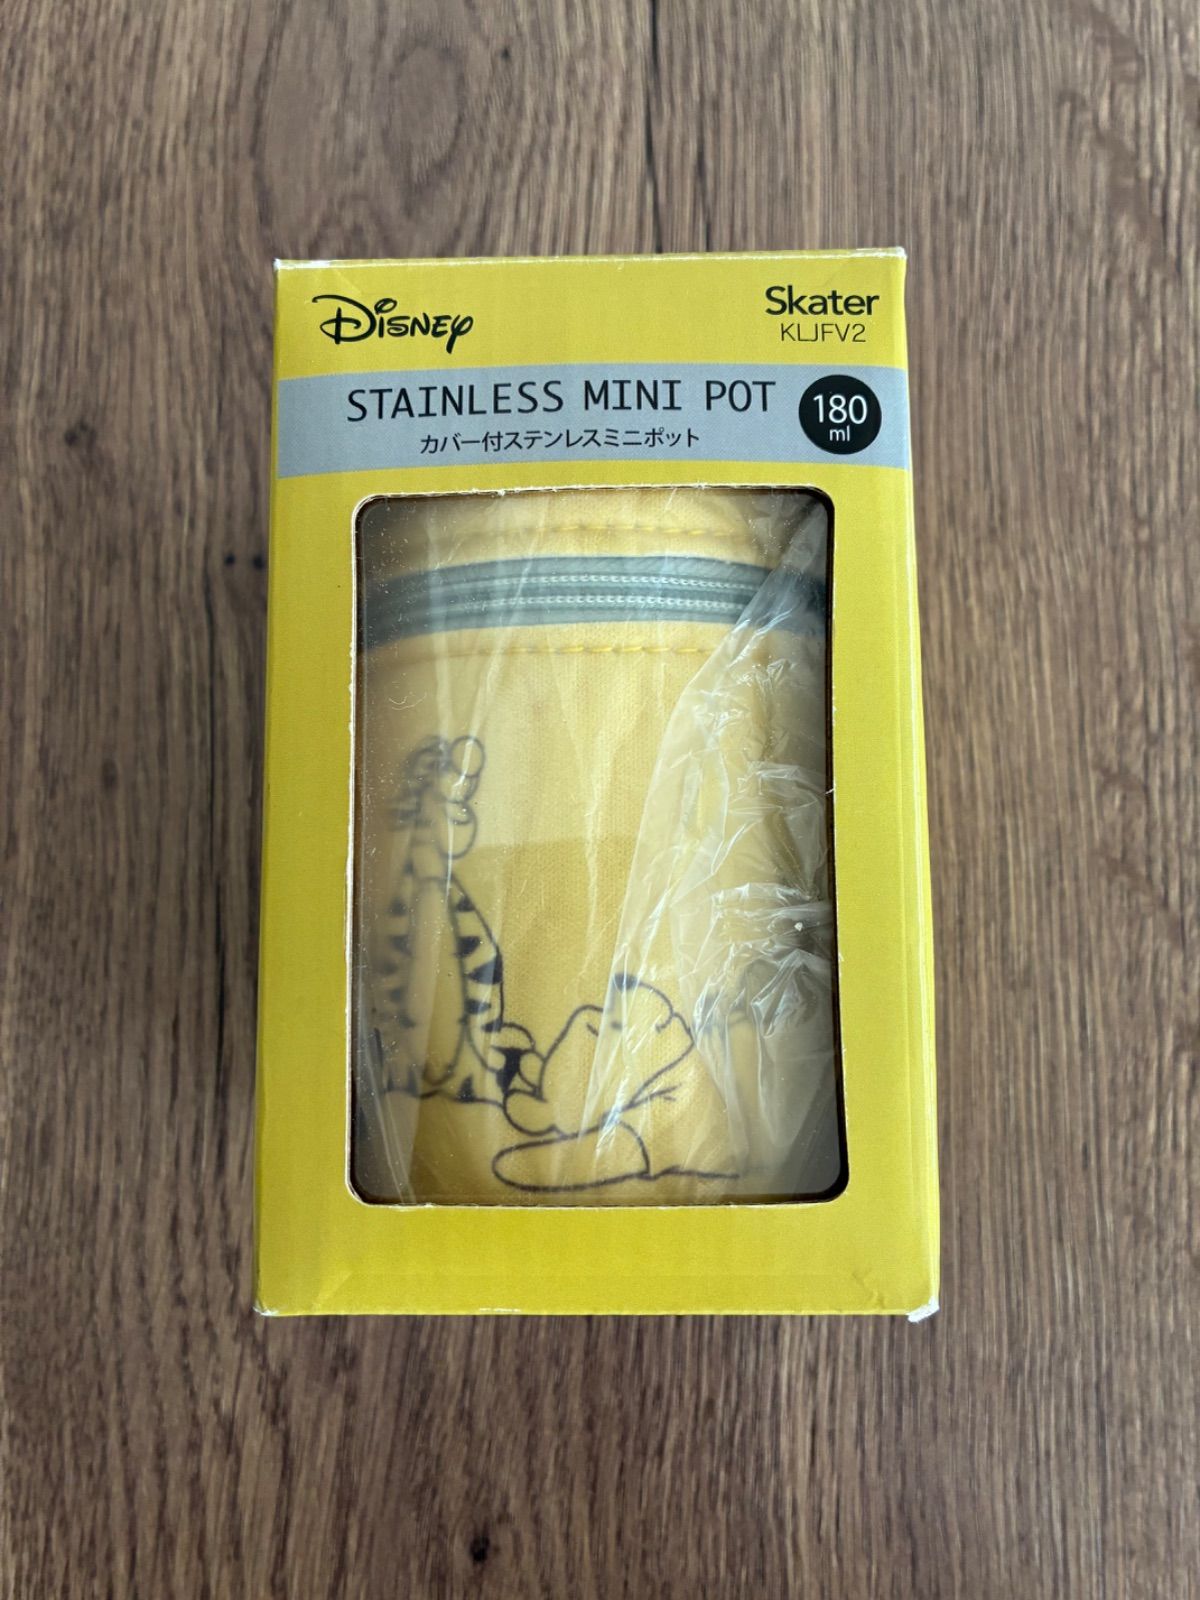 Disney
Skater
KLJFV2
STAINLESS MINI POT
カバー付ステンレスミニポット
180
ml